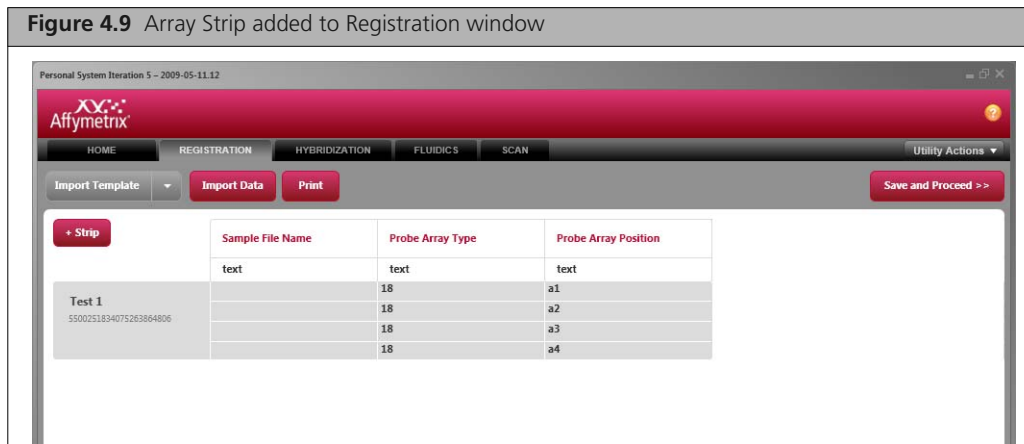 Figure 4.9 Array Strip added to Registration window
Personal System Iteration 5 – 2009-05-11.12
Affymetrix
?
HOME REGISTRATION HYBRIDIZATION FLUIDICS SCAN Utility Actions
Import Template Import Data Print Save and Proceed >>
+ Strip
Sample File Name Probe Array Type Probe Array Position
text text text
Test 1
5500251834075263864806
18 a1
18 a2
18 a3
18 a4